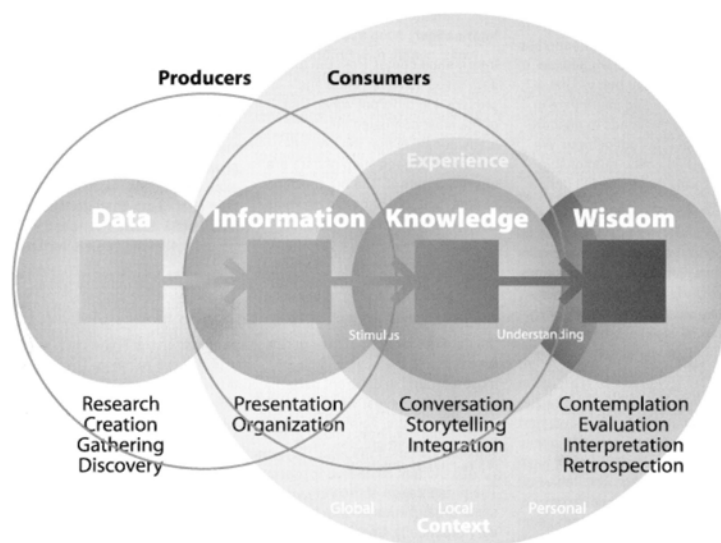 Producers
Consumers
Experience
Data
Information
Knowledge
Wisdom
Stimulus
Understanding
Research
Creation
Gathering
Discovery
Presentation
Organization
Conversation
Storytelling
Integration
Contemplation
Evaluation
Interpretation
Retrospection
Global
Local
Personal
Context